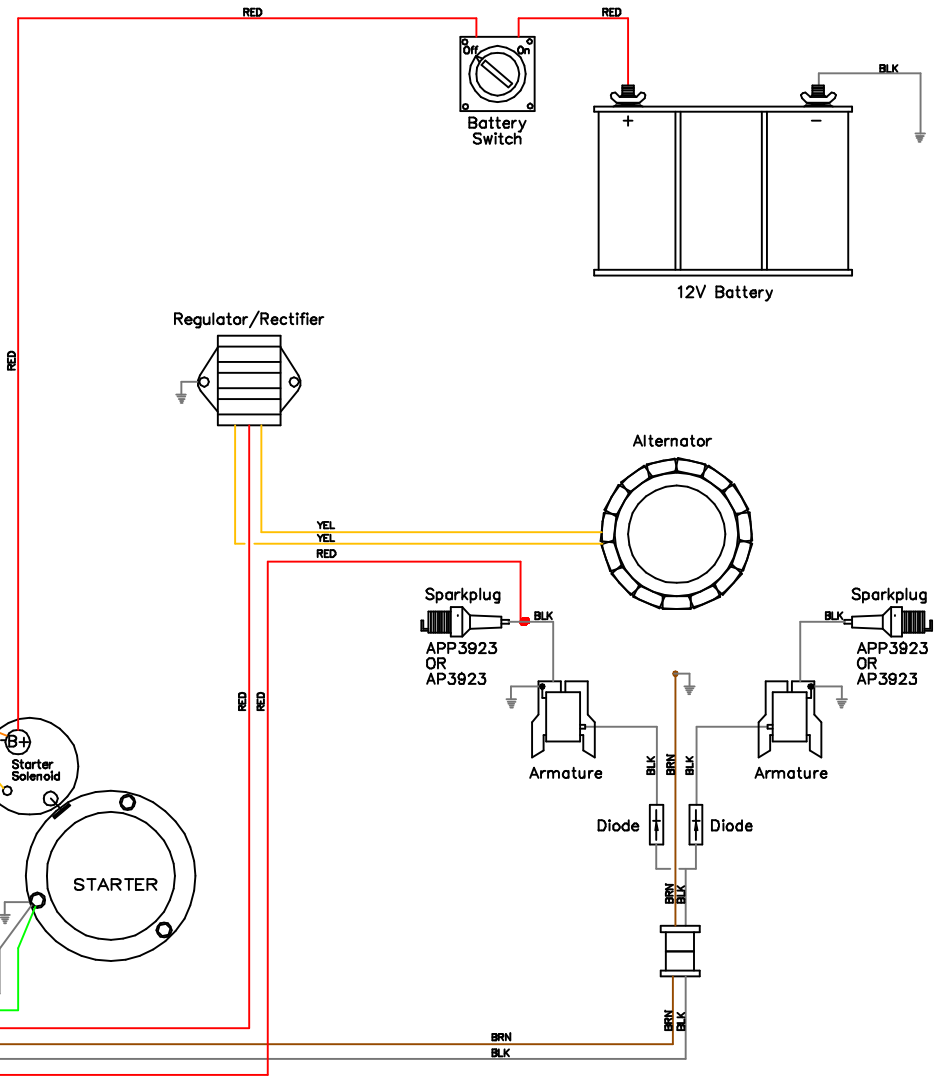 RED
RED
Off
On
BLK
Battery
Switch
+
−
12V Battery
Regulator/Rectifier
RED
Alternator
YEL
YEL
RED
Sparkplug
BLK
APP3923
OR
AP3923
Sparkplug
BLK
APP3923
OR
AP3923
RED
RED
B+
Starter
Solenoid
Armature
Armature
BLK
BRN
BLK
Diode
Diode
STARTER
BRN
BLK
BRN
BLK
BRN
BLK